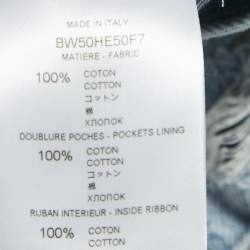 MADE IN ITALY
BW50HE50F7
MATIERE - FABRIC
100% COTON
COTTON
コットン
棉
ХЛОПОК
DOUBLURE POCHES - POCKETS LINING
100% COTON
COTTON
コットン
棉
ХЛОПОК
RUBAN INTERIEUR - INSIDE RIBBON
100% COTON
COTTON